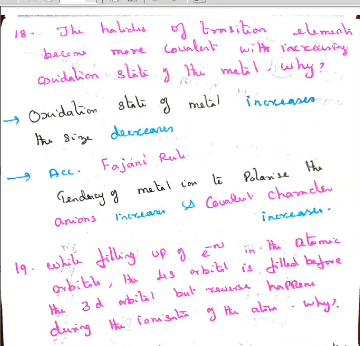 18. The halides of transition elements
become more covalent with increasing
oxidation state of the metal why?
→ Oxidation state of metal increases
the size decreases
→ Acc. Fajan's Rule
Tendency of metal ion to Polarise the
anions increases ↳ Covalent character
increases.
19. while filling up of e⁻ⁿ in the atomic
orbitals, the 4s orbital is filled before
the 3d orbital but reverse happens
during the ionisatn of the atom. why?